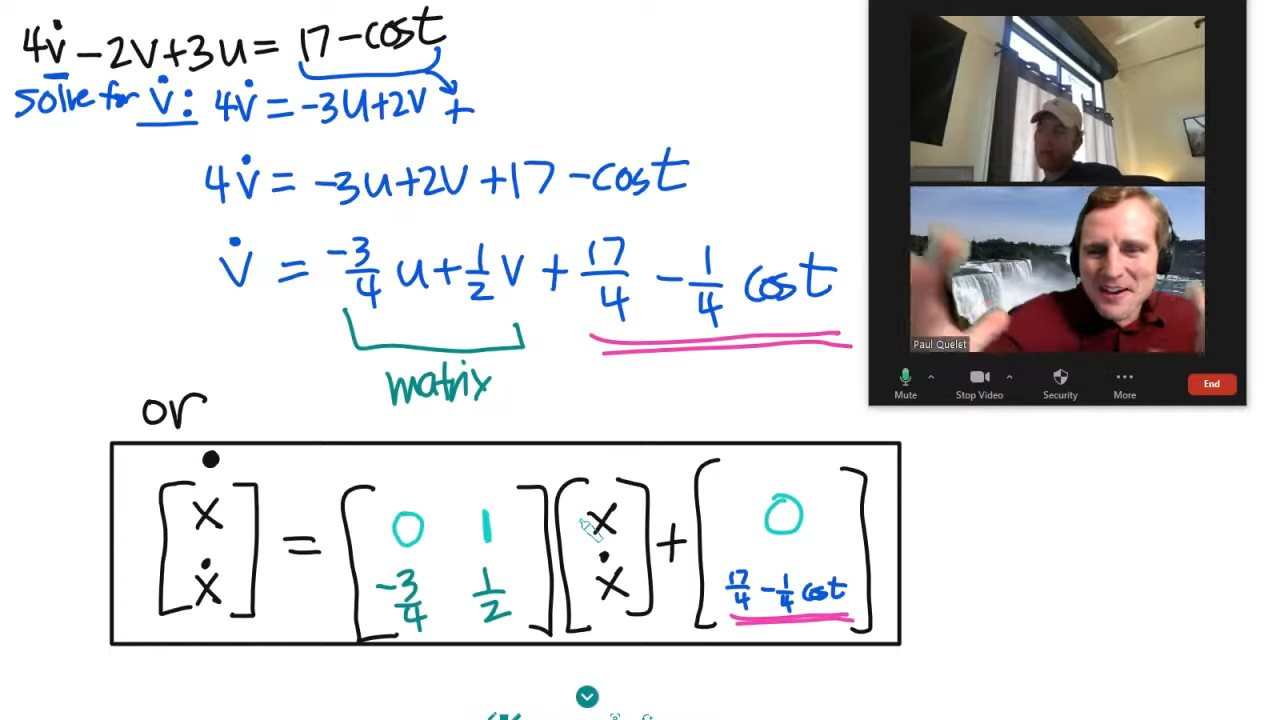 4v̇ - 2v + 3u = 17 - cost
solve for v̇: 4v̇ = -3u + 2v +
4v̇ = -3u + 2v + 17 - cost
v̇ = -3/4 u + 1/2 v + 17/4 - 1/4 cost
matrix
or
[x ẋ]˙ = [0 1 -3/4 1/2] [x ẋ] + [0 17/4 - 1/4 cost]
Paul Quelet
Mute Stop Video Security More End